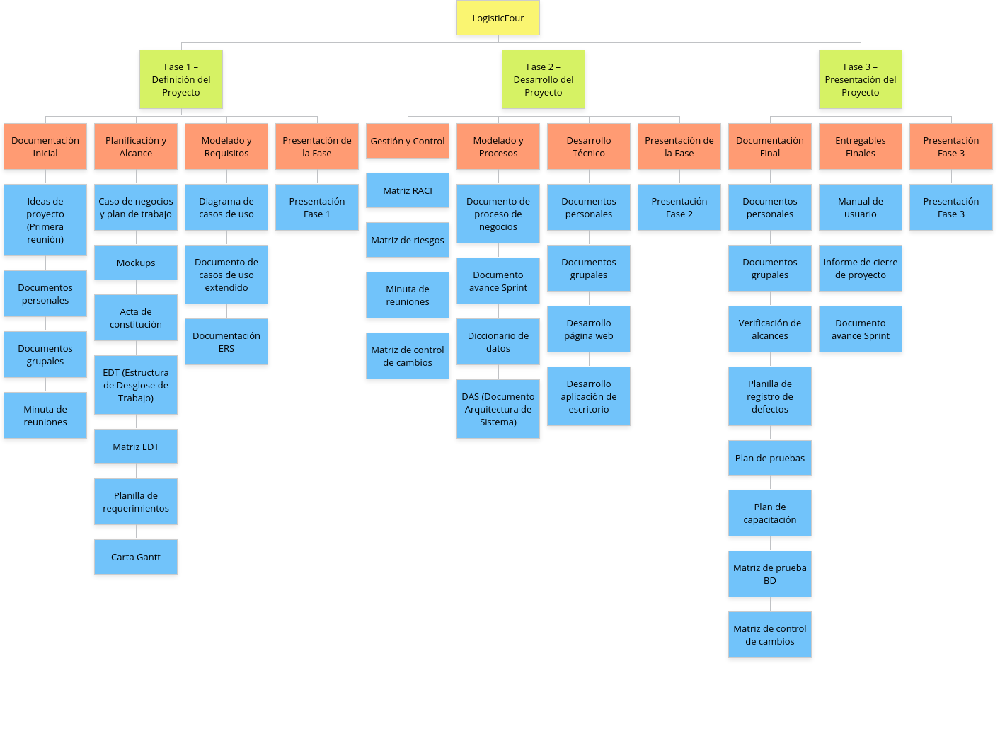 LogisticFour
Fase 1 –
Definición del
Proyecto
Fase 2 –
Desarrollo del
Proyecto
Fase 3 –
Presentación del
Proyecto
Documentación
Inicial
Planificación y
Alcance
Modelado y
Requisitos
Presentación de
la Fase
Gestión y Control
Modelado y
Procesos
Desarrollo
Técnico
Presentación de
la Fase
Documentación
Final
Entregables
Finales
Presentación
Fase 3
Ideas de
proyecto
(Primera
reunión)
Documentos
personales
Documentos
grupales
Minuta de
reuniones
Caso de negocios
y plan de trabajo
Mockups
Acta de
constitución
EDT (Estructura
de Desglose de
Trabajo)
Matriz EDT
Planilla de
requerimientos
Carta Gantt
Diagrama de
casos de uso
Documento de
casos de uso
extendido
Documentación
ERS
Presentación
Fase 1
Matriz RACI
Matriz de riesgos
Minuta de
reuniones
Matriz de control
de cambios
Documento de
proceso de
negocios
Documento
avance Sprint
Diccionario de
datos
DAS (Documento
Arquitectura de
Sistema)
Documentos
personales
Documentos
grupales
Desarrollo
página web
Desarrollo
aplicación de
escritorio
Presentación
Fase 2
Documentos
personales
Documentos
grupales
Verificación de
alcances
Planilla de
registro de
defectos
Plan de pruebas
Plan de
capacitación
Matriz de prueba
BD
Matriz de control
de cambios
Manual de
usuario
Informe de cierre
de proyecto
Documento
avance Sprint
Presentación
Fase 3